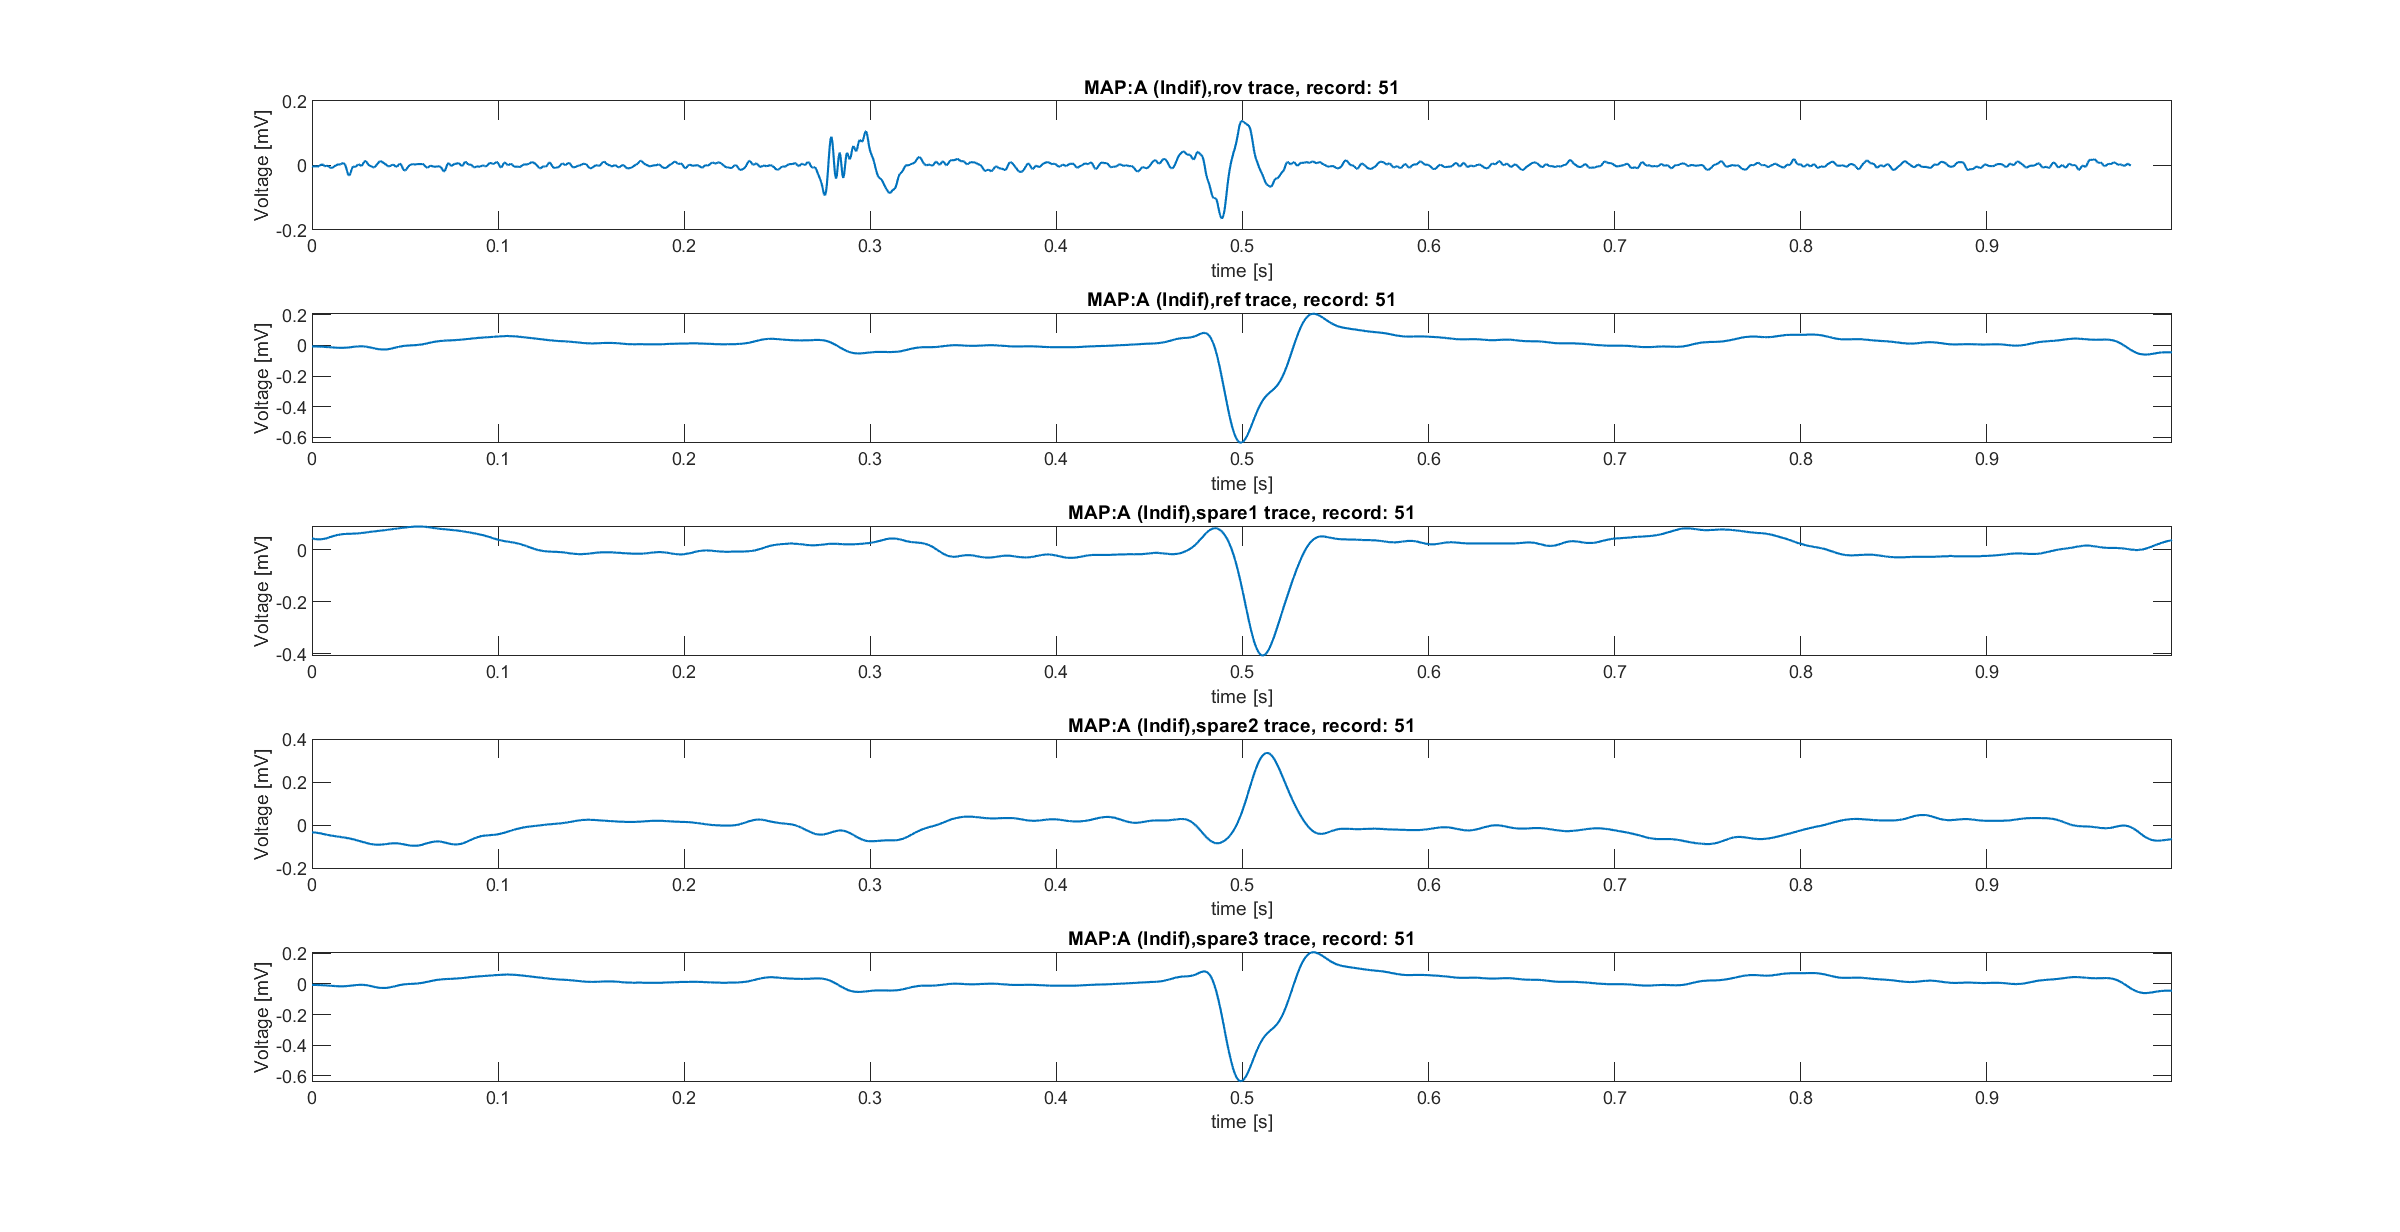 MAP:A (Indif),rov trace, record: 51
Voltage [mV]
0.2
0
-0.2
0 0.1 0.2 0.3 0.4 0.5 0.6 0.7 0.8 0.9
time [s]
MAP:A (Indif),ref trace, record: 51
Voltage [mV]
0.2
0
-0.2
-0.4
-0.6
0 0.1 0.2 0.3 0.4 0.5 0.6 0.7 0.8 0.9
time [s]
MAP:A (Indif),spare1 trace, record: 51
Voltage [mV]
0
-0.2
-0.4
0 0.1 0.2 0.3 0.4 0.5 0.6 0.7 0.8 0.9
time [s]
MAP:A (Indif),spare2 trace, record: 51
Voltage [mV]
0.4
0.2
0
-0.2
0 0.1 0.2 0.3 0.4 0.5 0.6 0.7 0.8 0.9
time [s]
MAP:A (Indif),spare3 trace, record: 51
Voltage [mV]
0.2
0
-0.2
-0.4
-0.6
0 0.1 0.2 0.3 0.4 0.5 0.6 0.7 0.8 0.9
time [s]